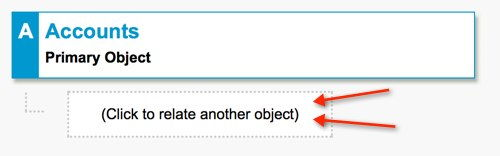 A Accounts
Primary Object
(Click to relate another object)